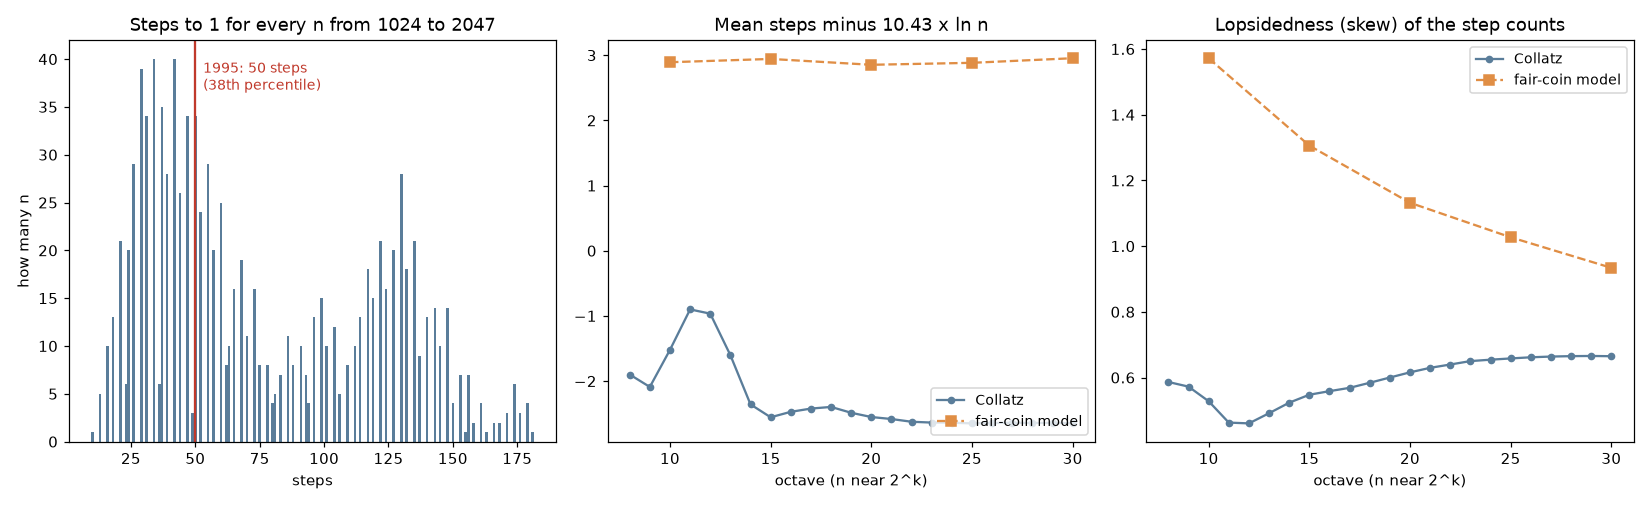 Steps to 1 for every n from 1024 to 2047
40
35
30
25
20
15
10
5
0
how many n
1995: 50 steps
(38th percentile)
25
50
75
100
125
150
175
steps
Mean steps minus 10.43 x ln n
3
2
1
0
−1
−2
Collatz
fair-coin model
10
15
20
25
30
octave (n near 2^k)
Lopsidedness (skew) of the step counts
1.6
1.4
1.2
1.0
0.8
0.6
Collatz
fair-coin model
10
15
20
25
30
octave (n near 2^k)